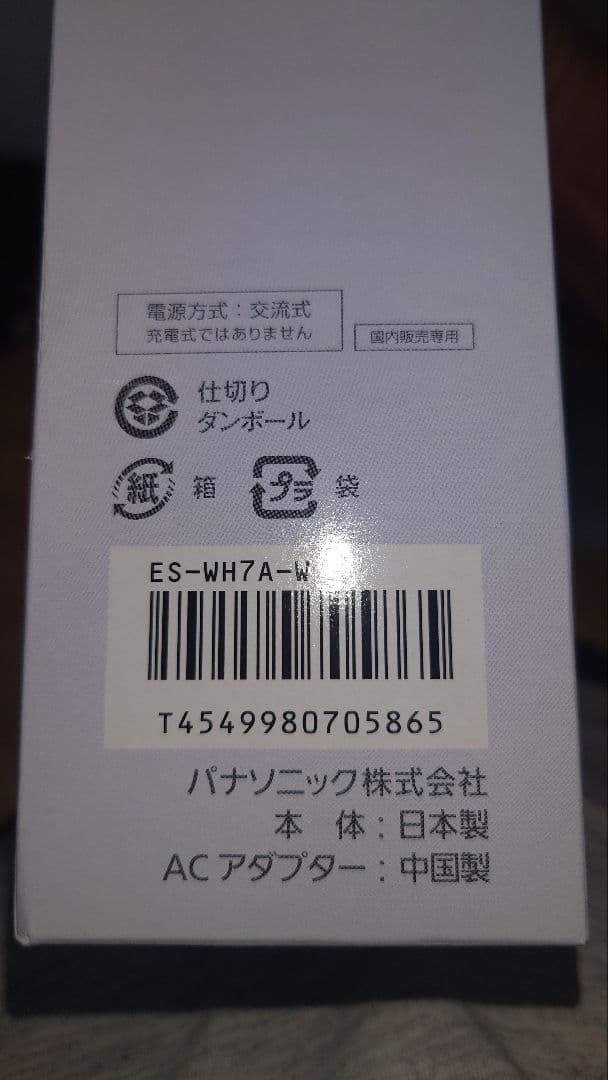 電源方式：交流式
充電式ではありません
国内販売専用
仕切り
ダンボール
紙 箱 プラ 袋
ES-WH7A-W
T4549980705865
パナソニック株式会社
本　体：日本製
ACアダプター：中国製